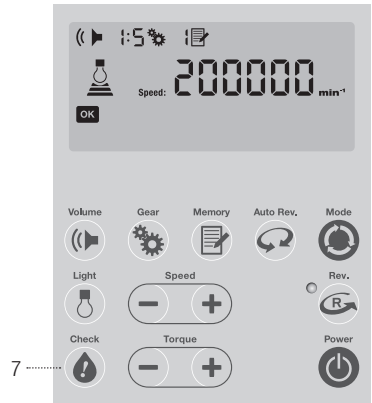 1:5 1
Speed: 200000 min⁻¹
OK
Volume Gear Memory Auto Rev. Mode
Light Speed Rev.
R
Check Torque Power
7